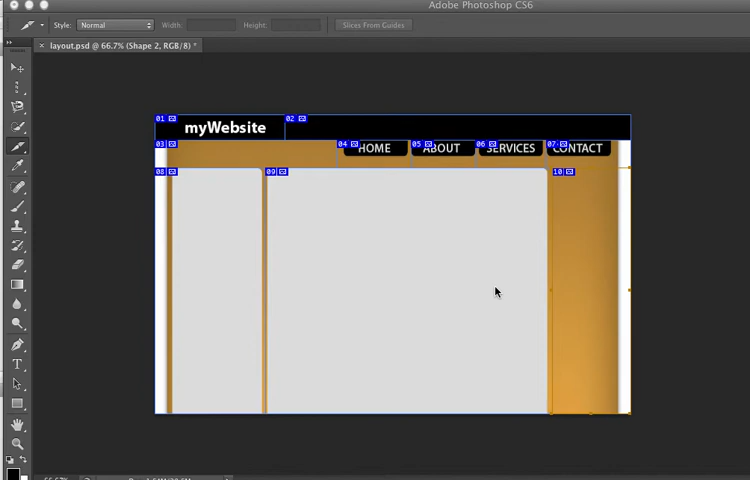 Adobe Photoshop CS6
Style: Normal Width: Height: Slices From Guides
× layout.psd @ 66.7% (Shape 2, RGB/8) *
01 02
myWebsite
03 04 05 06 07
HOME ABOUT SERVICES CONTACT
08 09 10